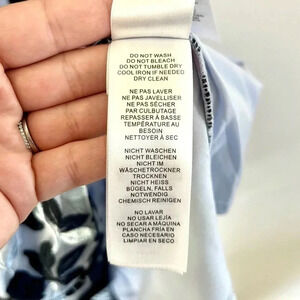 DO NOT WASH
DO NOT BLEACH
DO NOT TUMBLE DRY
COOL IRON IF NEEDED
DRY CLEAN
NE PAS LAVER
NE PAS JAVELLISER
NE PAS SÉCHER
PAR CULBUTAGE
REPASSER À BASSE
TEMPÉRATURE AU
BESOIN
NETTOYER À SEC
NICHT WASCHEN
NICHT BLEICHEN
NICHT IM
WÄSCHETROCKNER
TROCKNEN
NICHT HEISS
BÜGELN, FALLS
NOTWENDIG
CHEMISCH REINIGEN
NO LAVAR
NO USAR LEJÍA
NO SECAR A MÁQUINA
PLANCHA FRÍA EN
CASO NECESARIO
LIMPIAR EN SECO